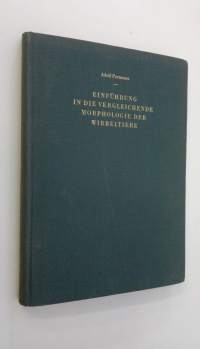 Adolf Portmann
EINFÜHRUNG
IN DIE VERGLEICHENDE
MORPHOLOGIE DER
WIRBELTIERE